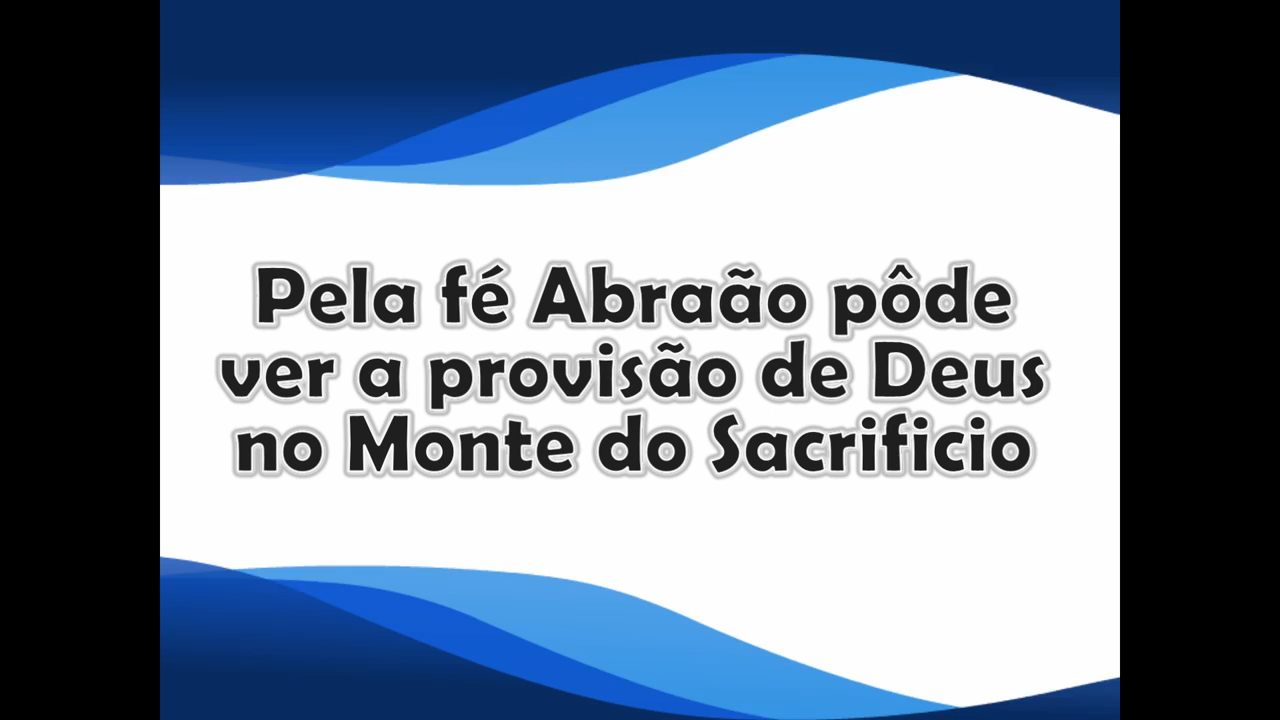 Pela fé Abraão pôde
ver a provisão de Deus
no Monte do Sacrificio